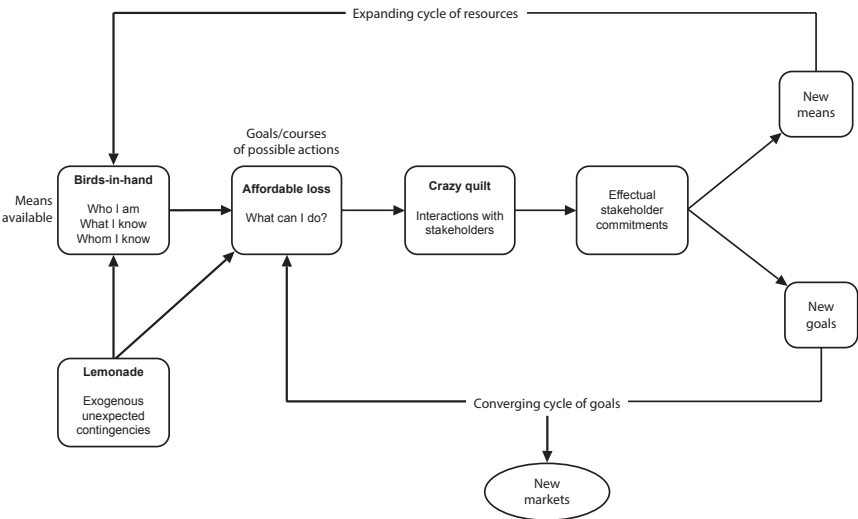 Expanding cycle of resources
New
means
Goals/courses
of possible actions
Means
available
Birds-in-hand
Who I am
What I know
Whom I know
Affordable loss
What can I do?
Crazy quilt
Interactions with
stakeholders
Effectual
stakeholder
commitments
New
goals
Lemonade
Exogenous
unexpected
contingencies
Converging cycle of goals
New
markets